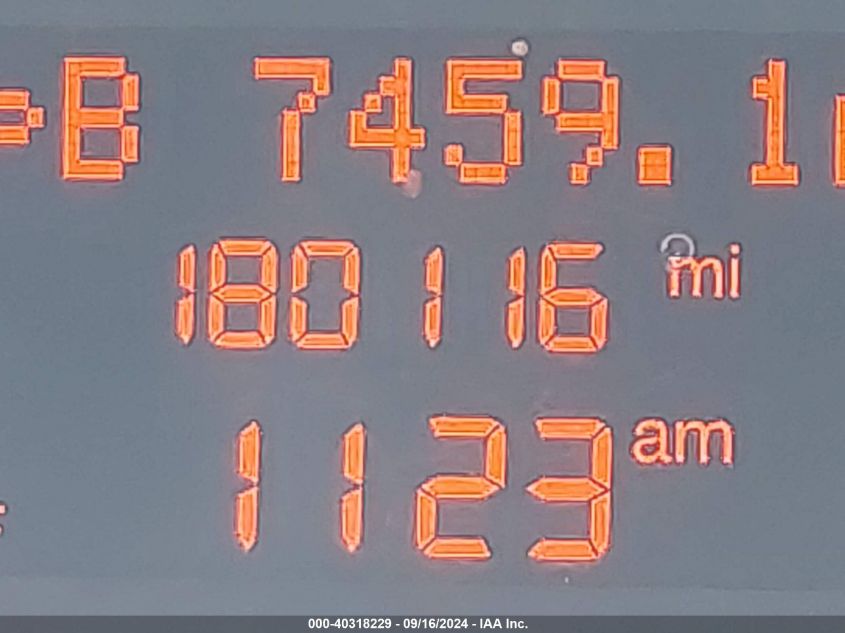 B 7459.1
180116 mi
1123 am
000-40318229 - 09/16/2024 - IAA Inc.